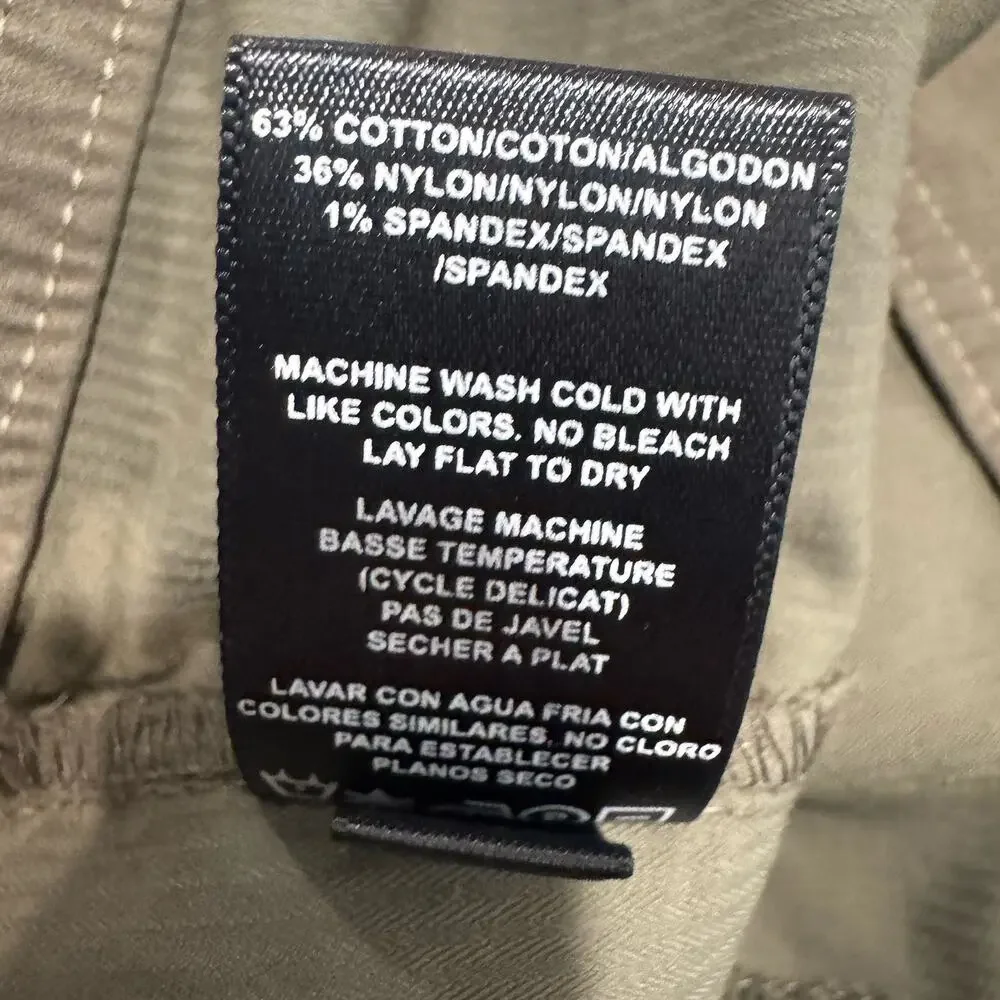 63% COTTON/COTON/ALGODON
36% NYLON/NYLON/NYLON
1% SPANDEX/SPANDEX
/SPANDEX
MACHINE WASH COLD WITH
LIKE COLORS. NO BLEACH
LAY FLAT TO DRY
LAVAGE MACHINE
BASSE TEMPERATURE
(CYCLE DELICAT)
PAS DE JAVEL
SECHER A PLAT
LAVAR CON AGUA FRIA CON
COLORES SIMILARES. NO CLORO
PARA ESTABLECER
PLANOS SECO